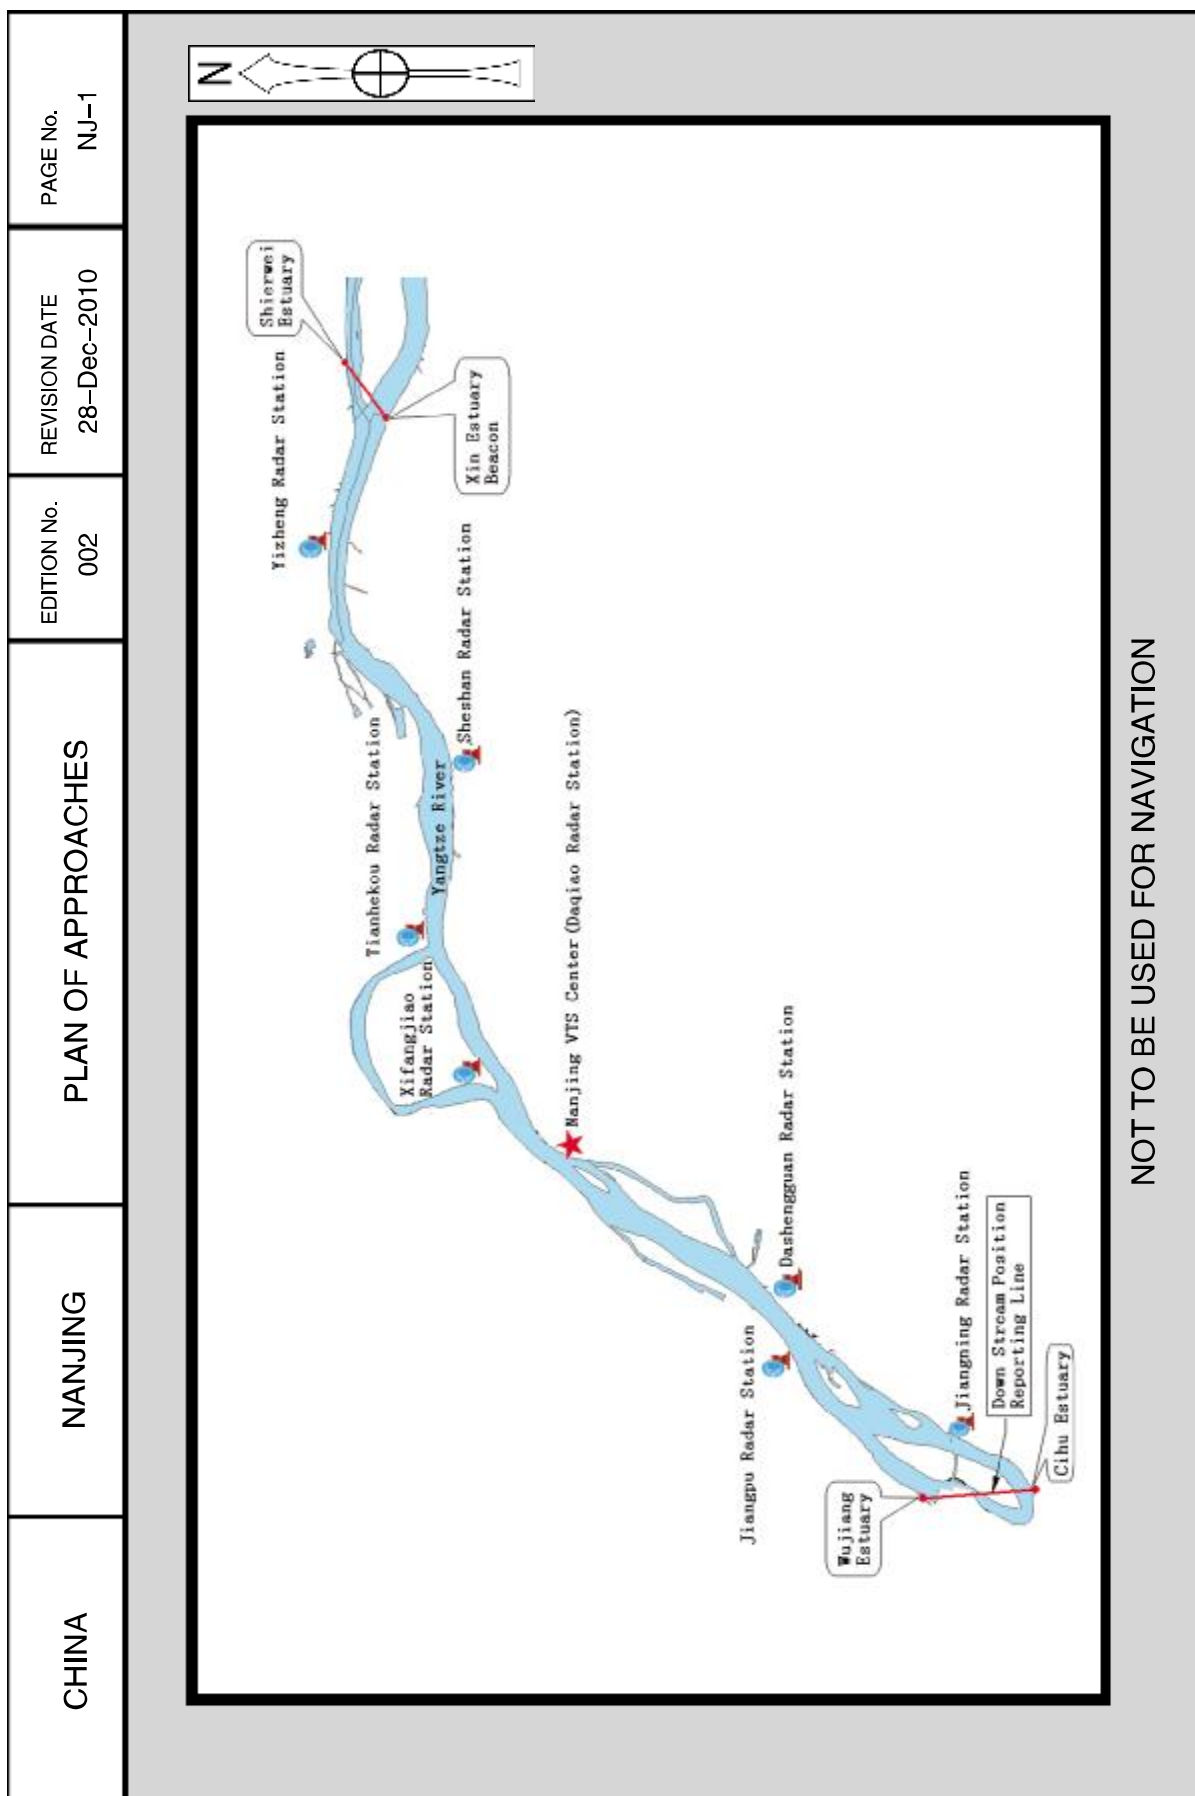 CHINA
NANJING
PLAN OF APPROACHES
EDITION No.
002
REVISION DATE
28-Dec-2010
PAGE No.
NJ-1
N
Shierwei
Estuary
Yizheng Radar Station
Xin Estuary
Beacon
Sheshan Radar Station
Tianhekou Radar Station
Yangtze River
Xifangjiao
Radar Station
Nanjing VTS Center(Daqiao Radar Station)
Dashengguan Radar Station
Jiangpu Radar Station
Jiangning Radar Station
Down Stream Position
Reporting Line
Wujiang
Estuary
Cihu Estuary
NOT TO BE USED FOR NAVIGATION